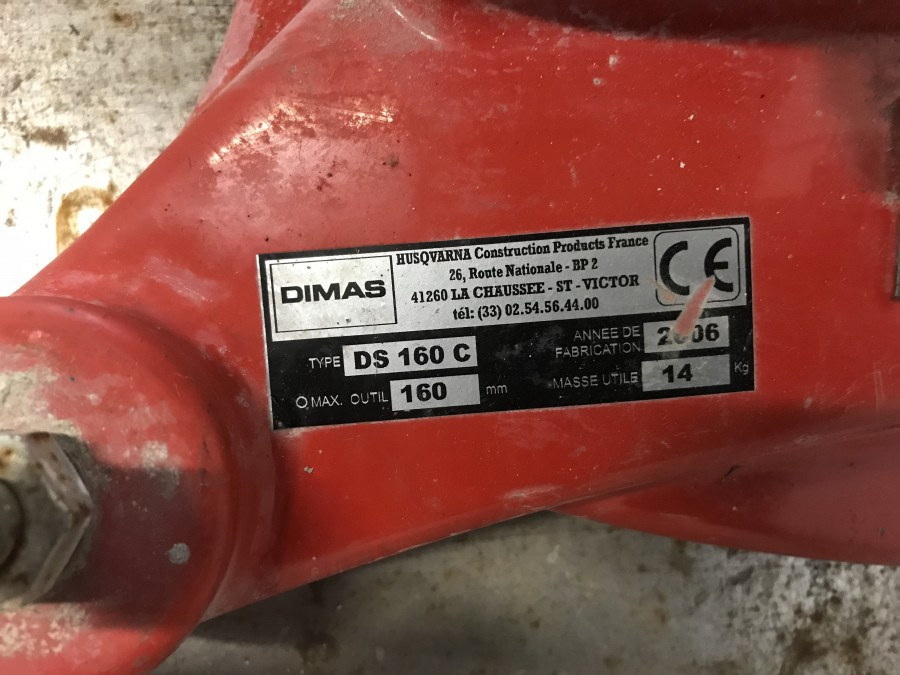 DIMAS
HUSQVARNA Construction Products France
26, Route Nationale - BP 2
41260 LA CHAUSSEE - ST - VICTOR
tél: (33) 02.54.56.44.00
CE
TYPE DS 160 C
MAX. OUTIL 160 mm
ANNEE DE FABRICATION 2006
MASSE UTILE 14 Kg